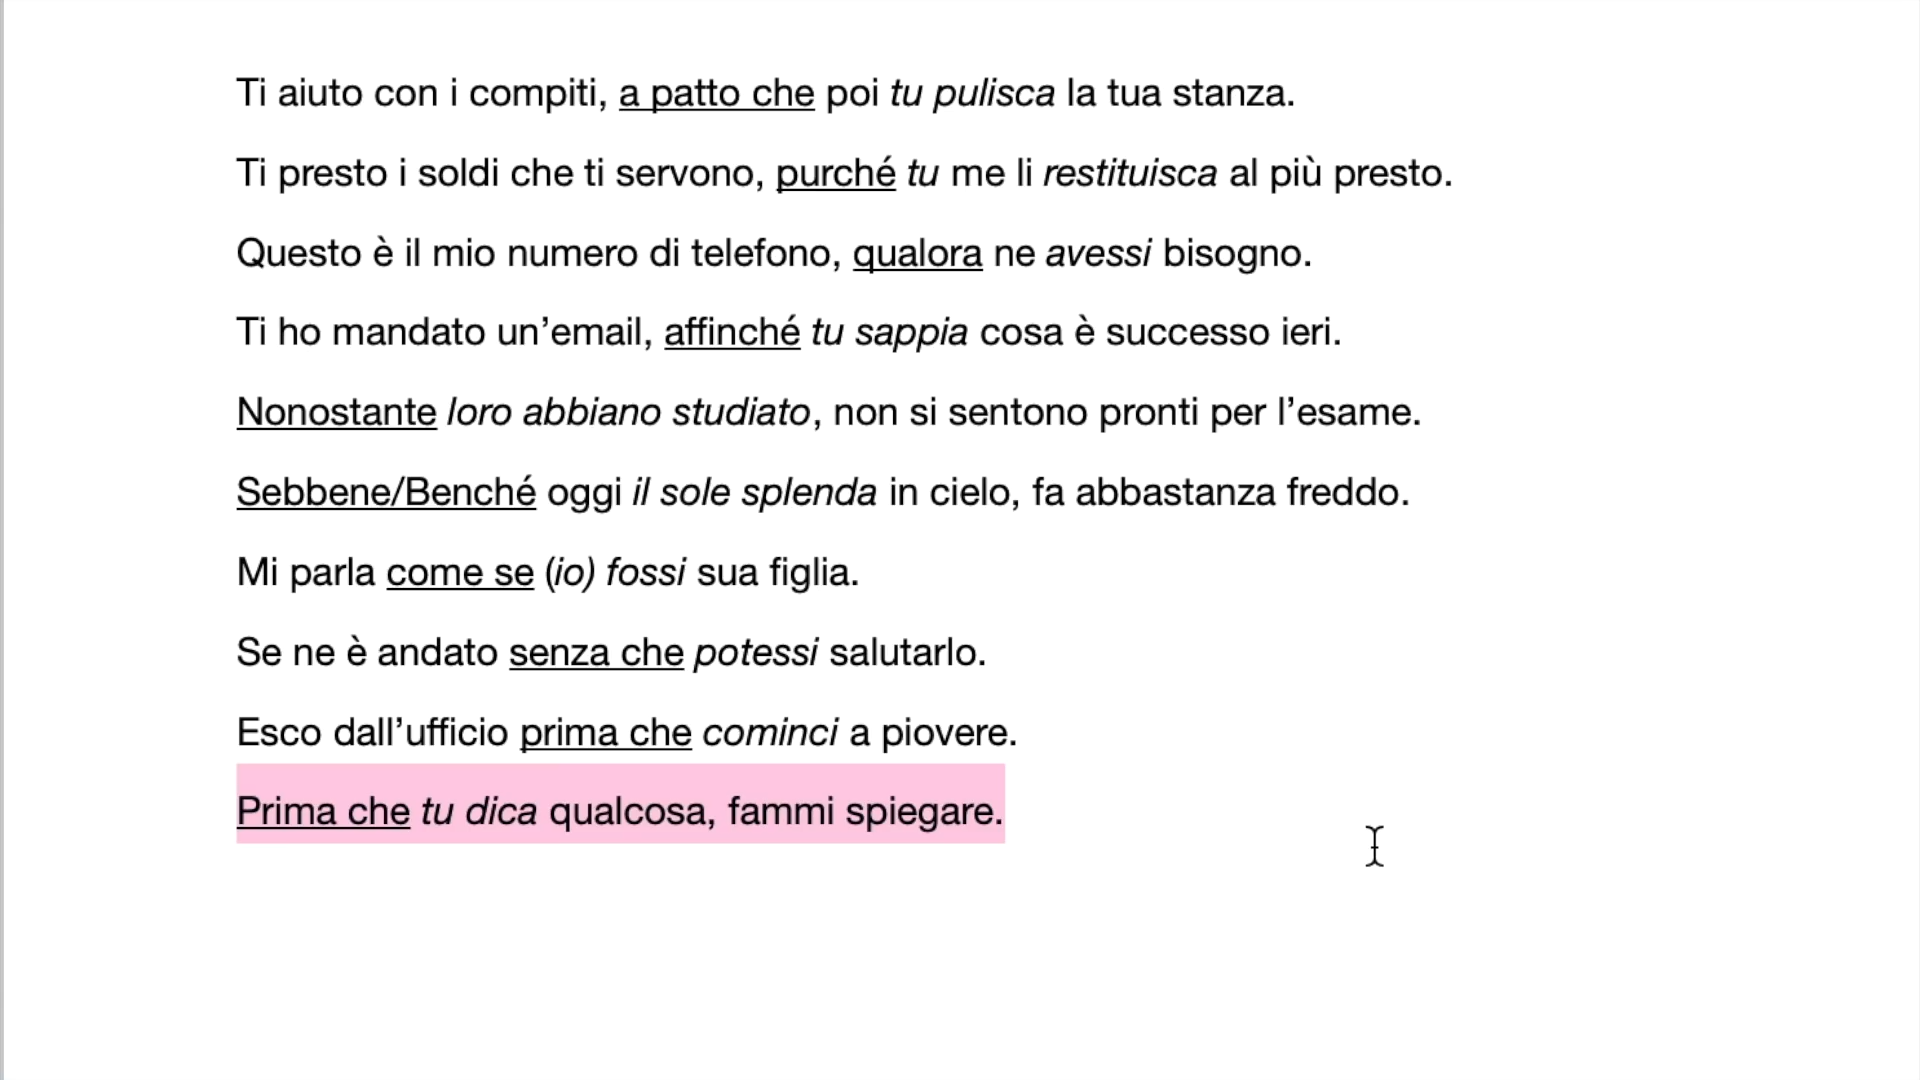 Ti aiuto con i compiti, a patto che poi tu pulisca la tua stanza.
Ti presto i soldi che ti servono, purché tu me li restituisca al più presto.
Questo è il mio numero di telefono, qualora ne avessi bisogno.
Ti ho mandato un’email, affinché tu sappia cosa è successo ieri.
Nonostante loro abbiano studiato, non si sentono pronti per l’esame.
Sebbene/Benché oggi il sole splenda in cielo, fa abbastanza freddo.
Mi parla come se (io) fossi sua figlia.
Se ne è andato senza che potessi salutarlo.
Esco dall’ufficio prima che cominci a piovere.
Prima che tu dica qualcosa, fammi spiegare.